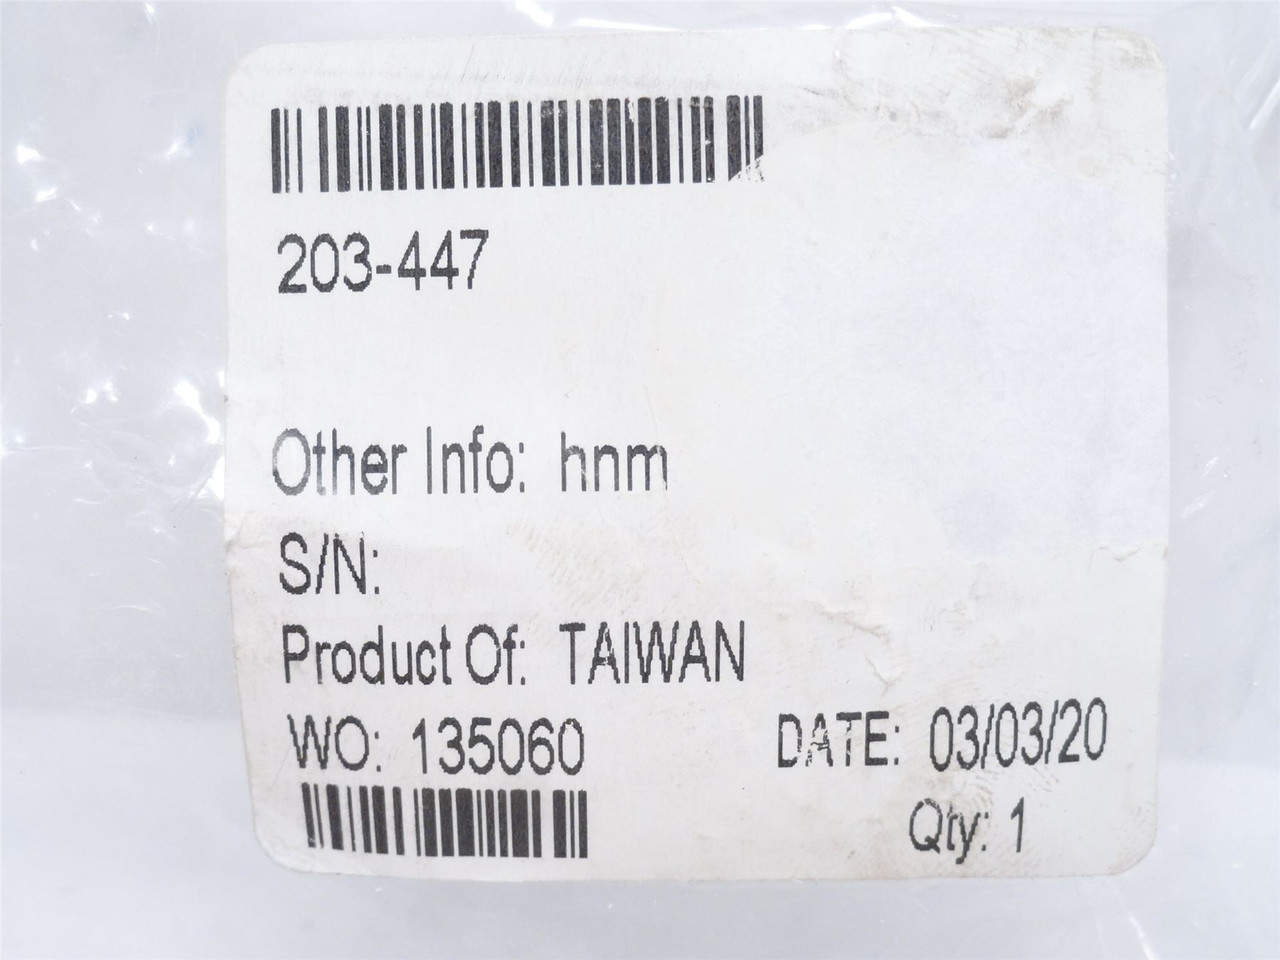 203-447
Other Info: hnm
S/N:
Product Of: TAIWAN
WO: 135060 DATE: 03/03/20
Qty: 1